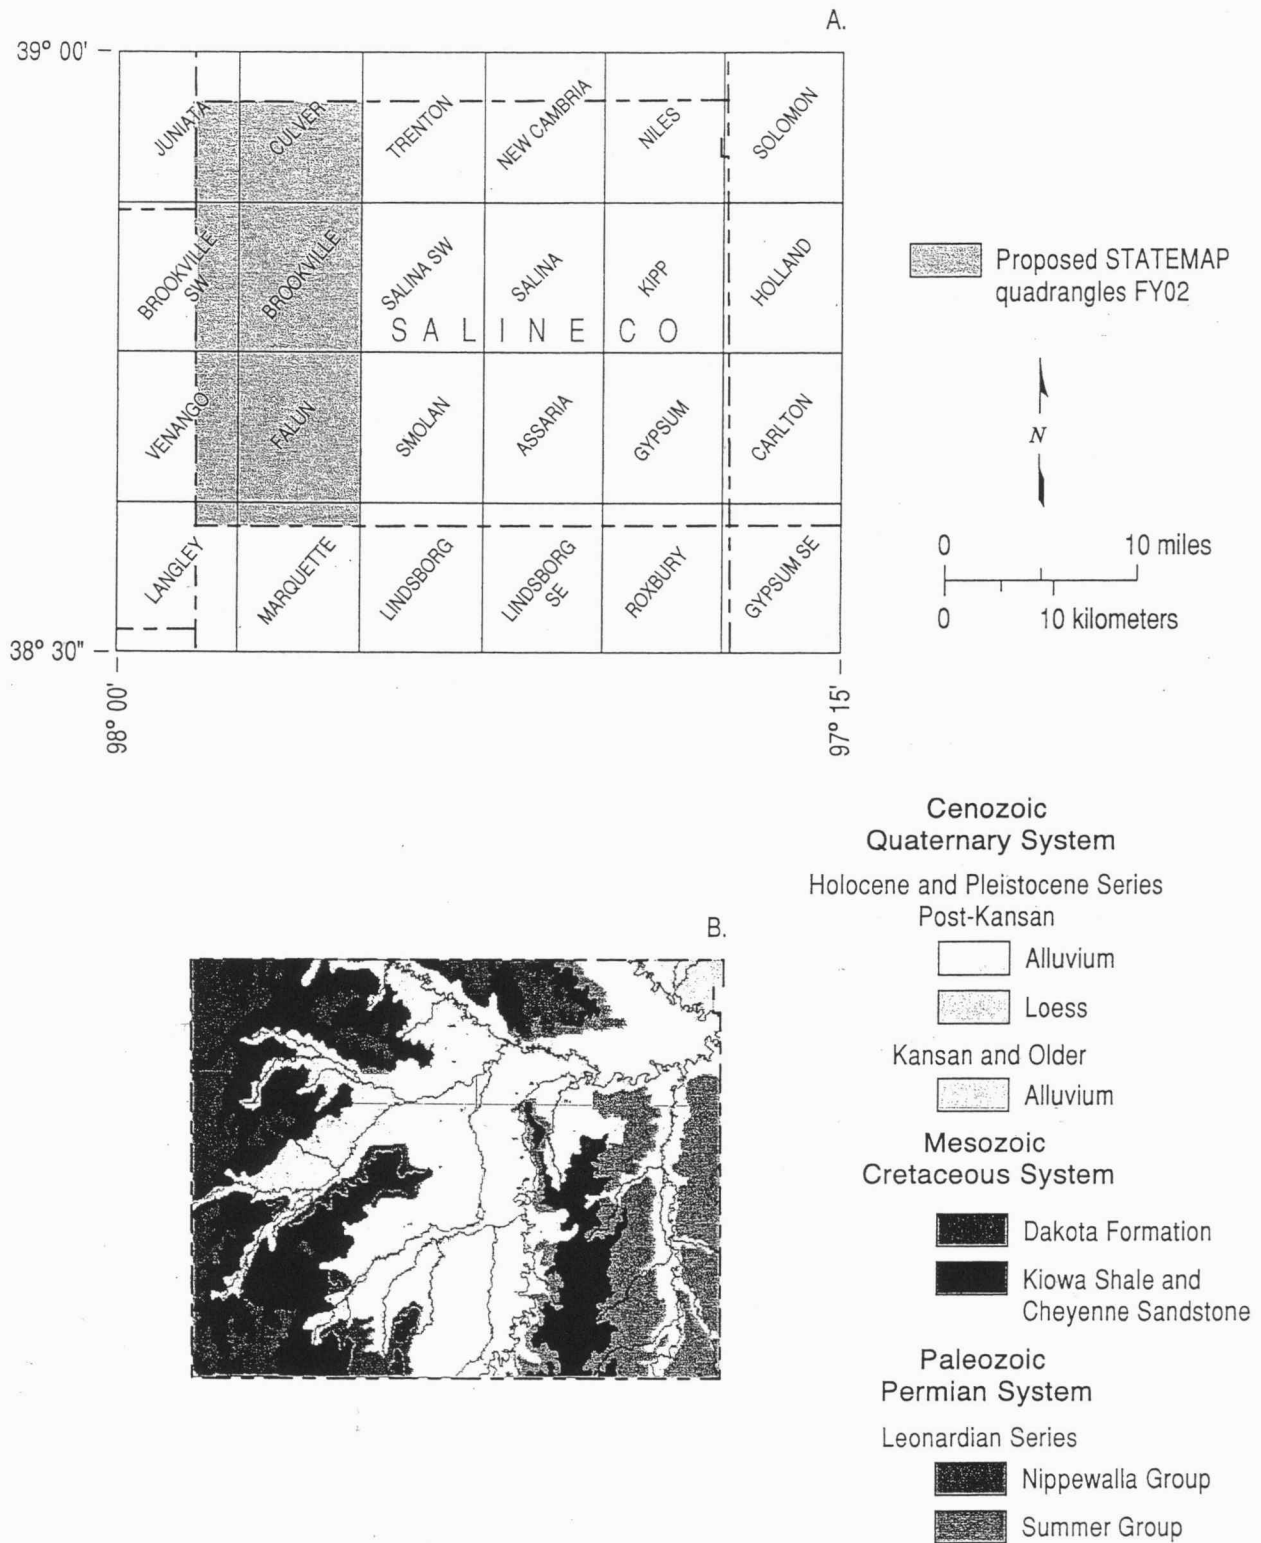 A.
39° 00'
JUNIATA
CULVER
TRENTON
NEW CAMBRIA
NILES
SOLOMON
BROOKVILLE
SW
BROOKVILLE
SALINA SW
SALINA
KIPP
HOLLAND
SALINE CO
VENANGO
FALUN
SMOLAN
ASSARIA
GYPSUM
CARLTON
LANGLEY
MARQUETTE
LINDSBORG
LINDSBORG
SE
ROXBURY
GYPSUM SE
38° 30"
98° 00'
97° 15'
Proposed STATEMAP
quadrangles FY02
N
0 10 miles
0 10 kilometers
B.
Cenozoic
Quaternary System
Holocene and Pleistocene Series
Post-Kansan
Alluvium
Loess
Kansan and Older
Alluvium
Mesozoic
Cretaceous System
Dakota Formation
Kiowa Shale and
Cheyenne Sandstone
Paleozoic
Permian System
Leonardian Series
Nippewalla Group
Summer Group